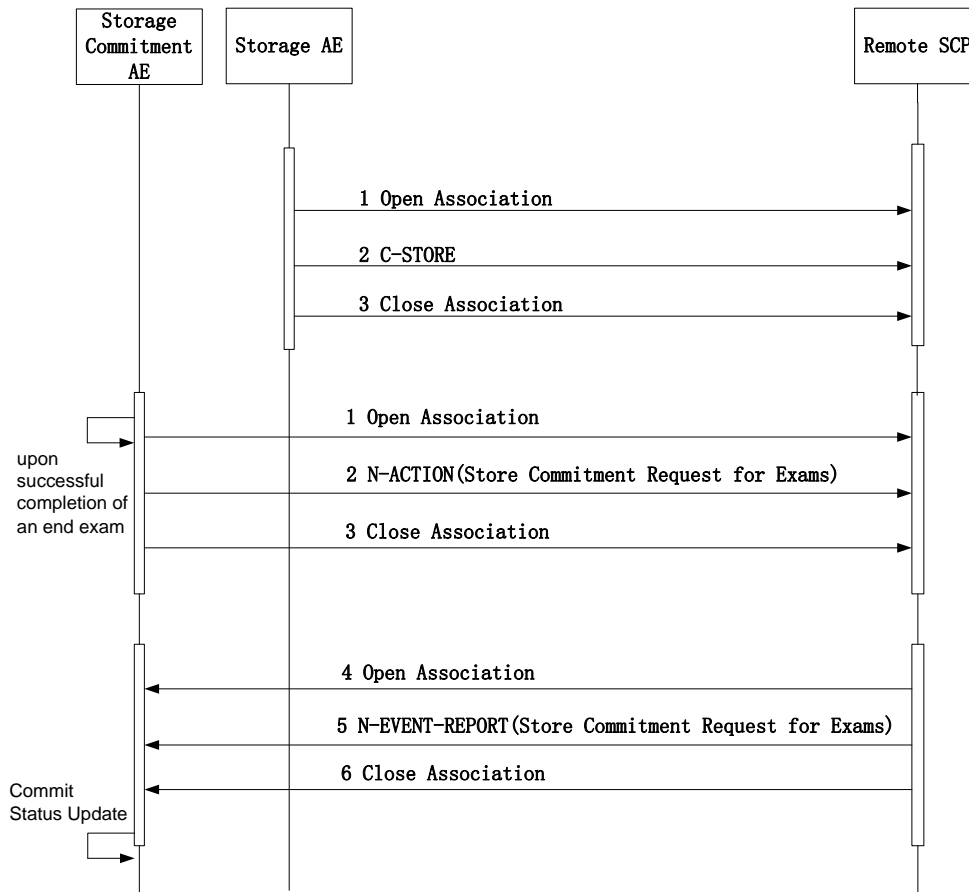 Storage
Commitment
AE
Storage AE
Remote SCP
1 Open Association
2 C-STORE
3 Close Association
1 Open Association
upon
successful
completion of
an end exam
2 N-ACTION(Store Commitment Request for Exams)
3 Close Association
4 Open Association
5 N-EVENT-REPORT(Store Commitment Request for Exams)
6 Close Association
Commit
Status Update